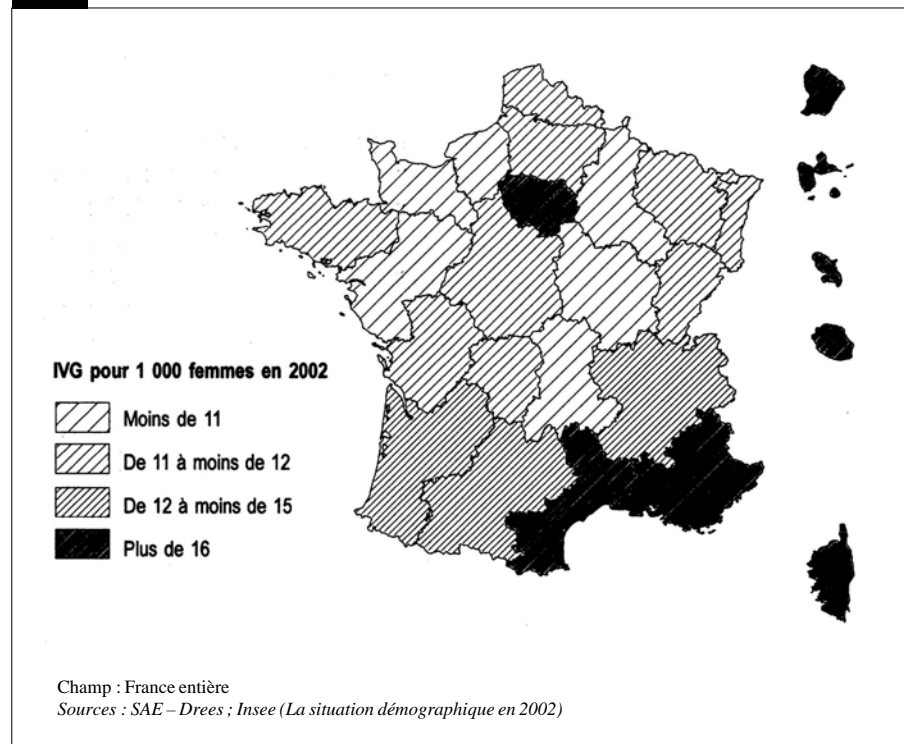 IVG pour 1 000 femmes en 2002
Moins de 11
De 11 à moins de 12
De 12 à moins de 15
Plus de 16
Champ : France entière
Sources : SAE – Drees ; Insee (La situation démographique en 2002)